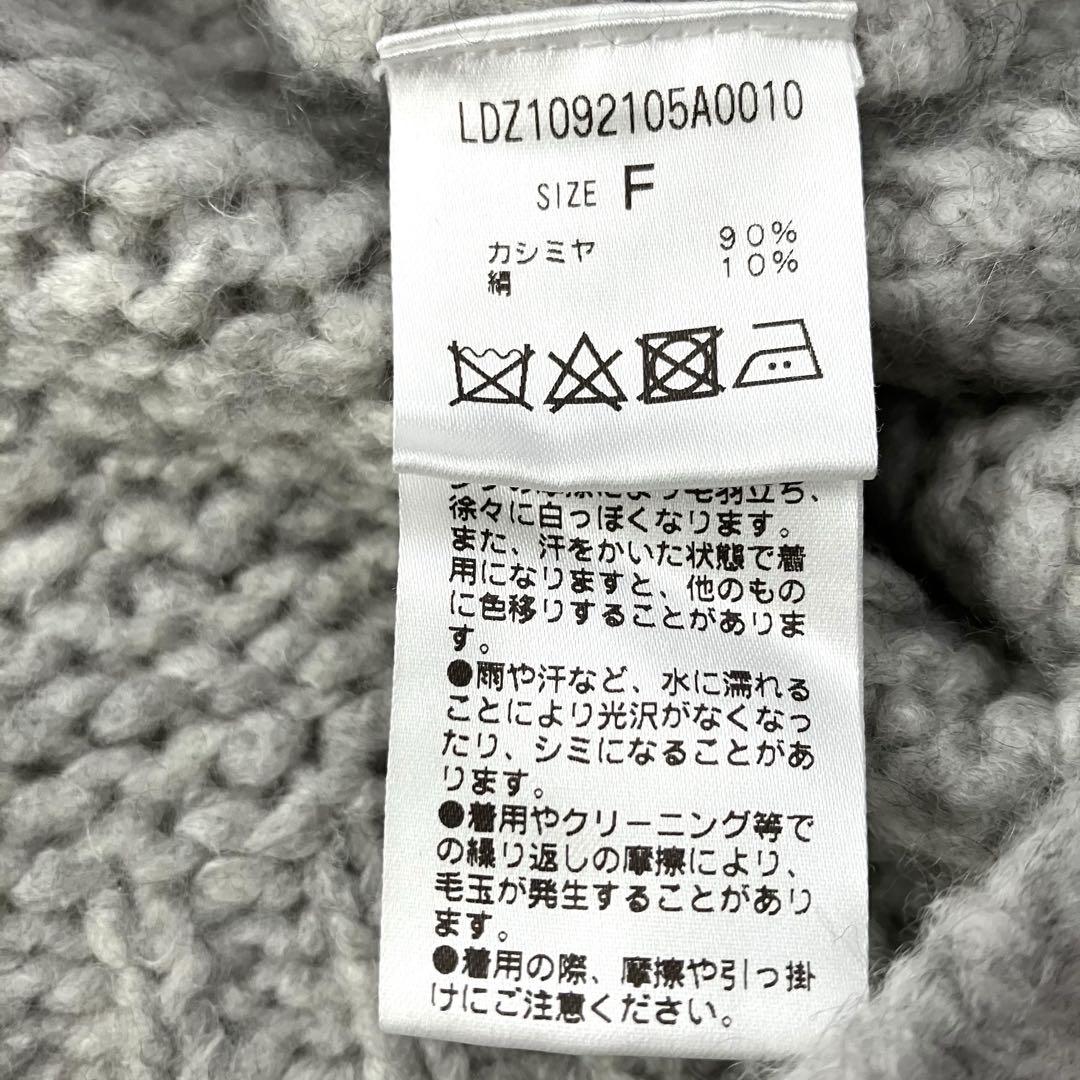 LDZ1092105A0010
SIZE F
カシミヤ 90%
絹 10%
により毛羽立ち、
徐々に白っぽくなります。
また、汗をかいた状態で着
用になりますと、他のもの
に色移りすることがありま
す。
●雨や汗など、水に濡れる
ことにより光沢がなくなっ
たり、シミになることがあ
ります。
●着用やクリーニング等で
の繰り返しの摩擦により、
毛玉が発生することがあり
ます。
●着用の際、摩擦や引っ掛
けにご注意ください。